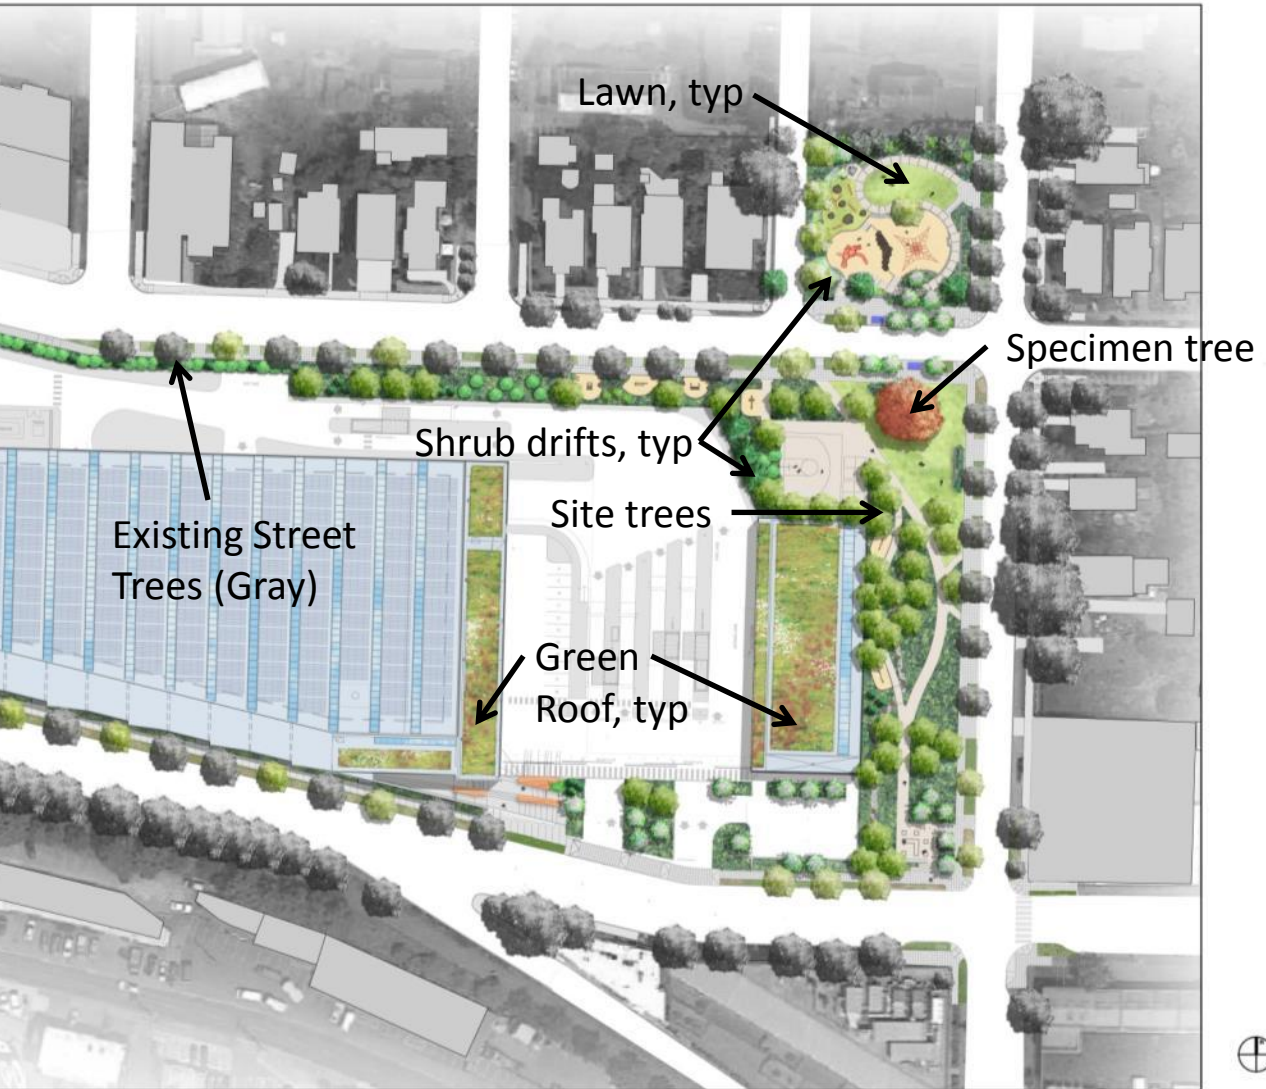 Lawn, typ
Specimen tree
Shrub drifts, typ
Site trees
Existing Street
Trees (Gray)
Green
Roof, typ